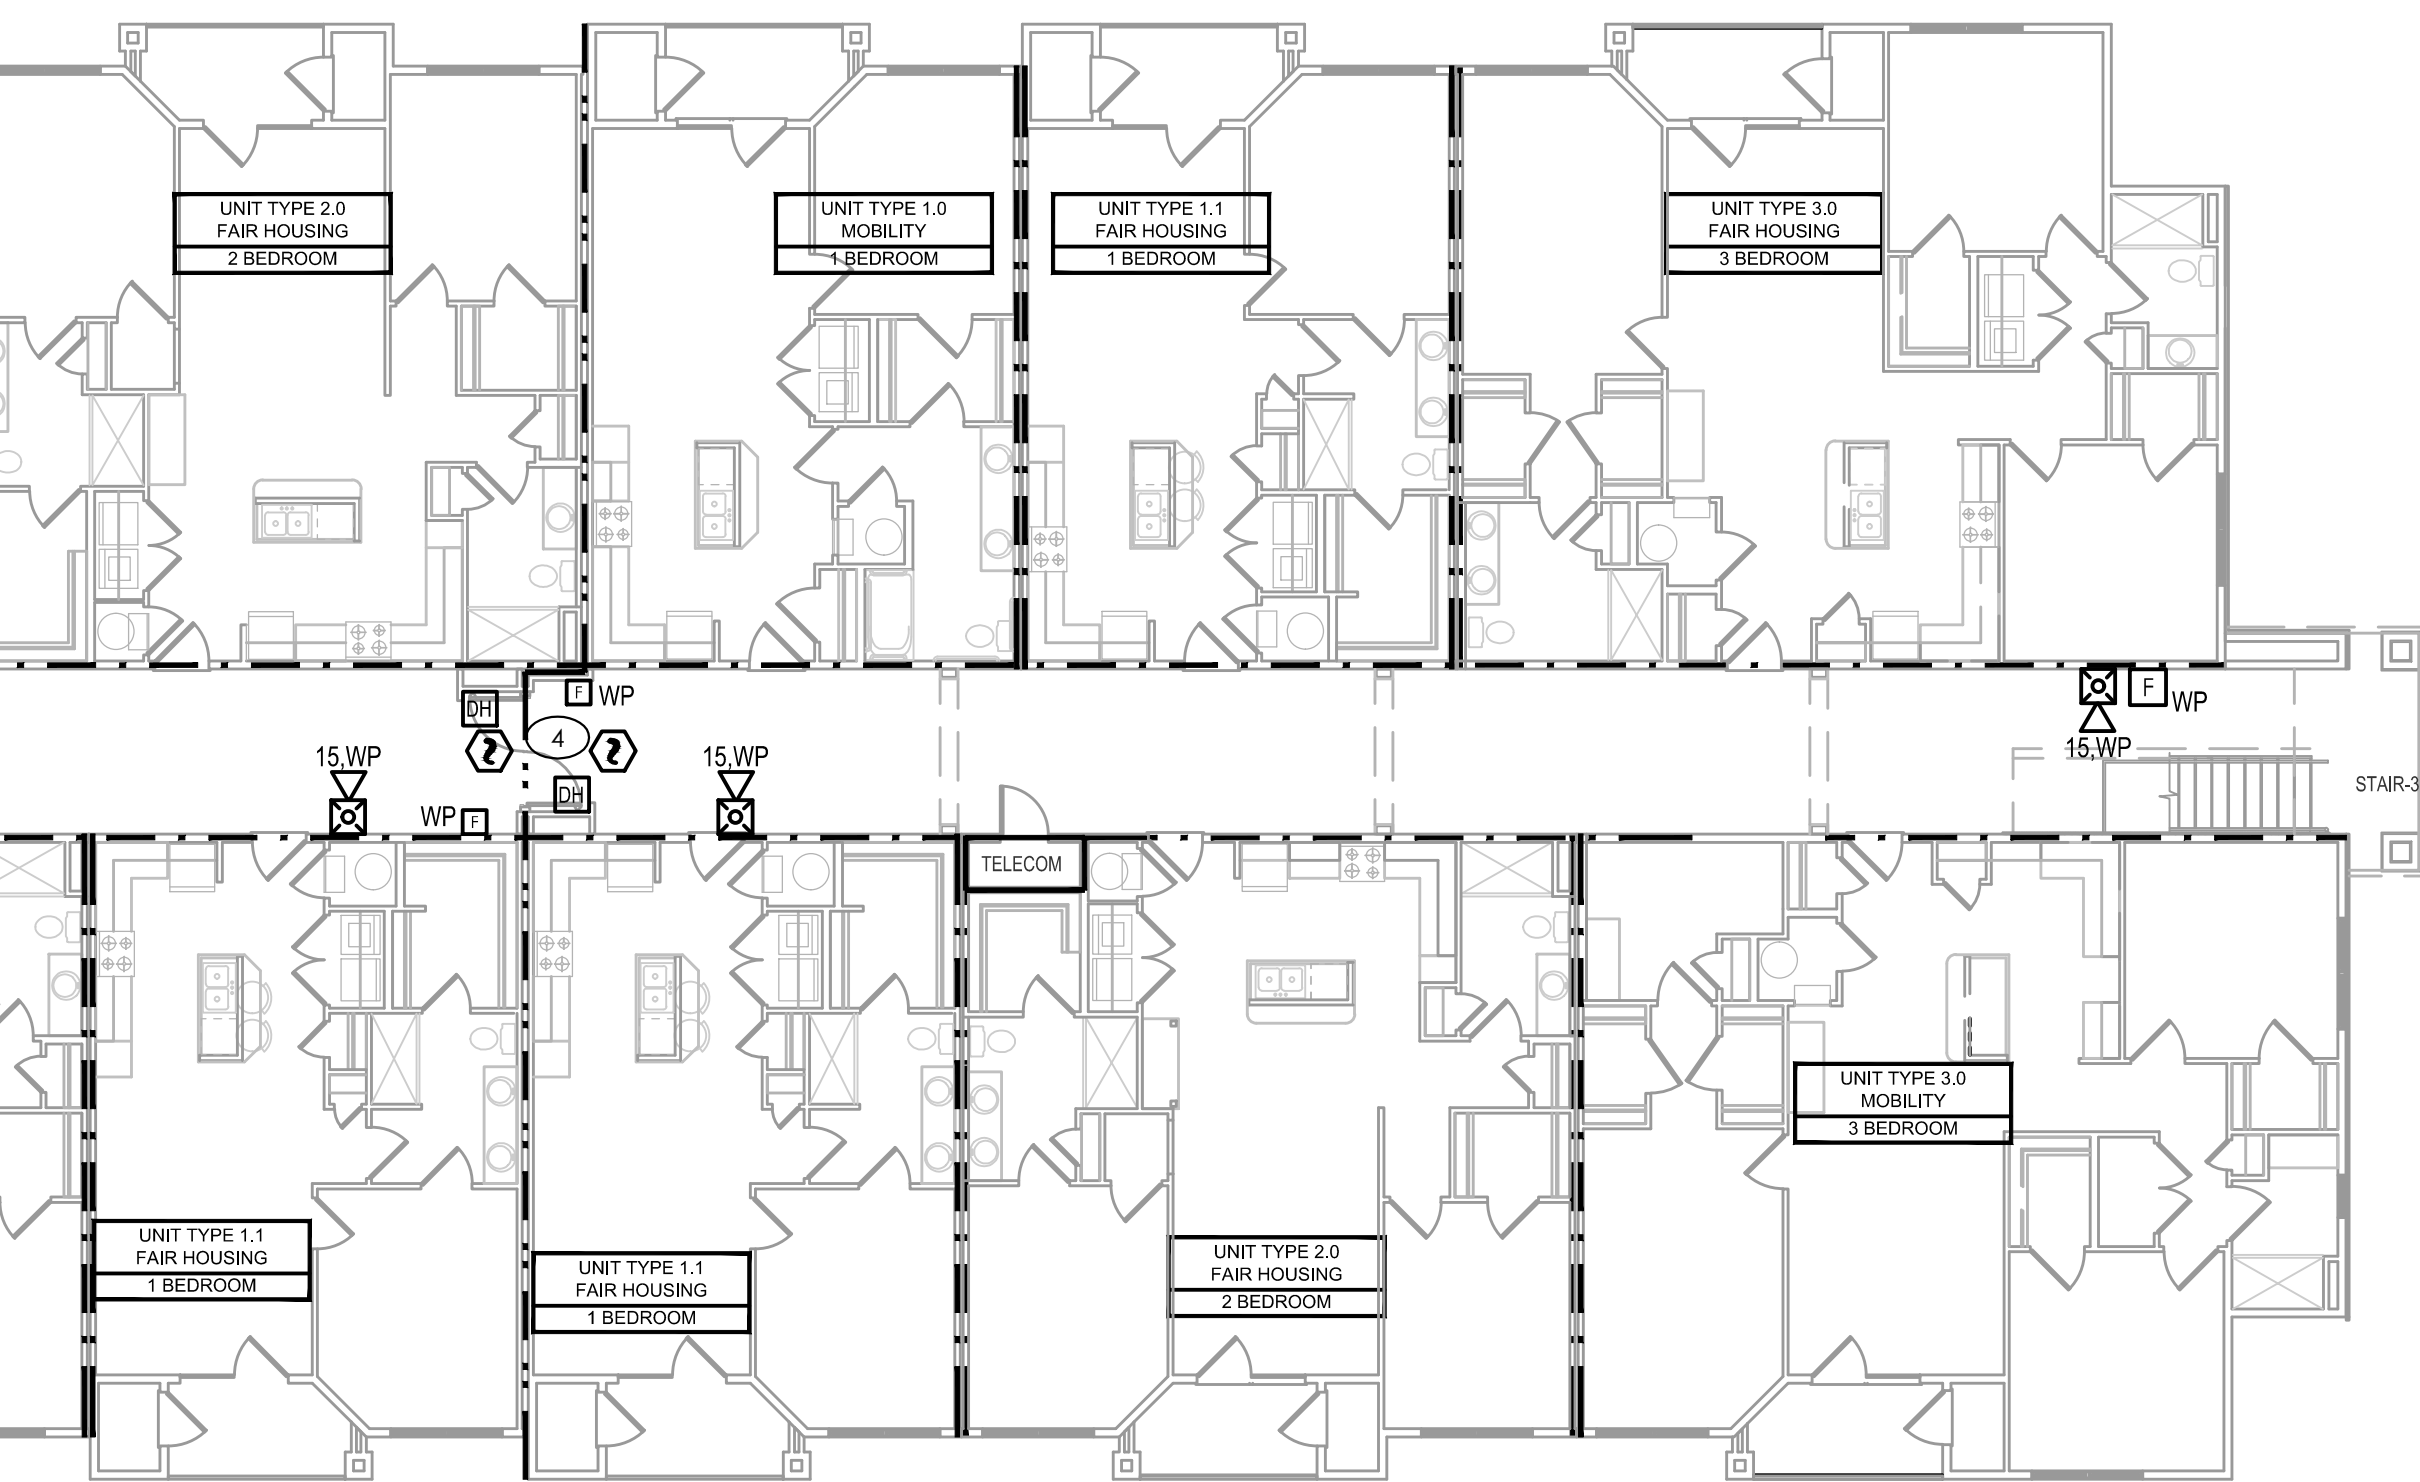 UNIT TYPE 2.0
FAIR HOUSING
2 BEDROOM
UNIT TYPE 1.0
MOBILITY
1 BEDROOM
UNIT TYPE 1.1
FAIR HOUSING
1 BEDROOM
UNIT TYPE 3.0
FAIR HOUSING
3 BEDROOM
DH
F WP
4
15,WP
WP F
15,WP
DH
F WP
15,WP
STAIR-3
TELECOM
UNIT TYPE 1.1
FAIR HOUSING
1 BEDROOM
UNIT TYPE 1.1
FAIR HOUSING
1 BEDROOM
UNIT TYPE 2.0
FAIR HOUSING
2 BEDROOM
UNIT TYPE 3.0
MOBILITY
3 BEDROOM